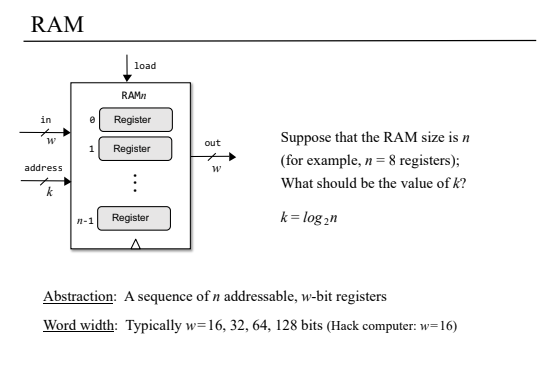 RAM
load
RAMn
in
w
0 Register
1 Register
out
w
address
k
⋮
n-1 Register
Suppose that the RAM size is n
(for example, n = 8 registers);
What should be the value of k?
k = log₂n
Abstraction: A sequence of n addressable, w-bit registers
Word width: Typically w=16, 32, 64, 128 bits (Hack computer: w=16)